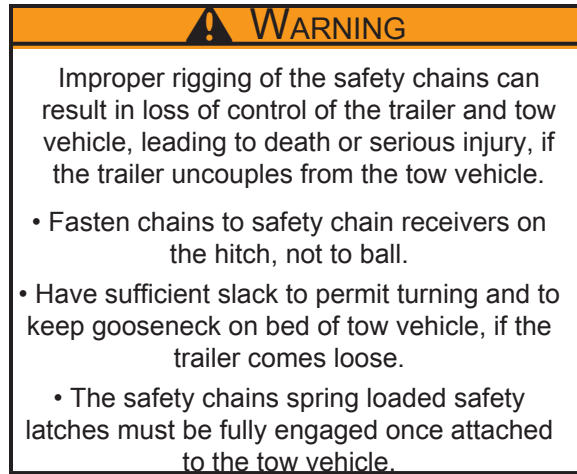 WARNING
Improper rigging of the safety chains can
result in loss of control of the trailer and tow
vehicle, leading to death or serious injury, if
the trailer uncouples from the tow vehicle.
• Fasten chains to safety chain receivers on
the hitch, not to ball.
• Have sufficient slack to permit turning and to
keep gooseneck on bed of tow vehicle, if the
trailer comes loose.
• The safety chains spring loaded safety
latches must be fully engaged once attached
to the tow vehicle.